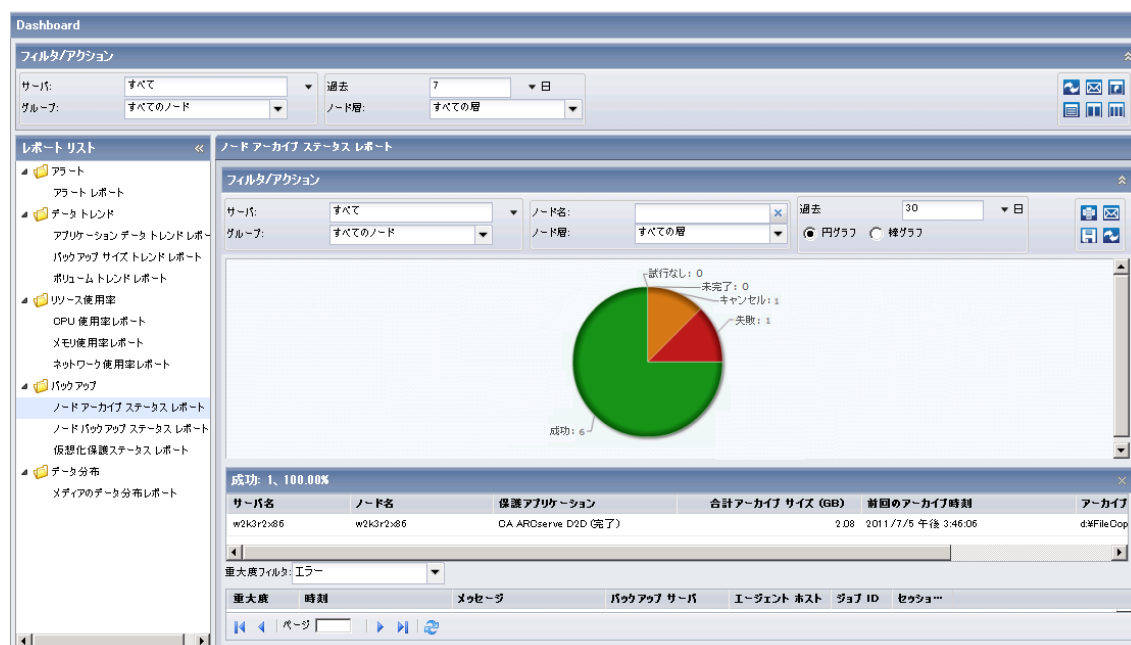 Dashboard
フィルタ/アクション
サーバ: すべて 過去 7 日
グループ: すべてのノード ノード層: すべての層
レポート リスト
アラート
アラート レポート
データ トレンド
アプリケーション データ トレンド レポー
バックアップ サイズ トレンド レポート
ボリューム トレンド レポート
リソース使用率
CPU 使用率レポート
メモリ使用率レポート
ネットワーク使用率レポート
バックアップ
ノード アーカイブ ステータス レポート
ノード バックアップ ステータス レポート
仮想化保護ステータス レポート
データ分布
メディアのデータ分布レポート
ノード アーカイブ ステータス レポート
フィルタ/アクション
サーバ: すべて ノード名: 過去 30 日
グループ: すべてのノード ノード層: すべての層 円グラフ 棒グラフ
試行なし: 0
未完了: 0
キャンセル: 1
失敗: 1
成功: 6
成功: 1、100.00%
サーバ名 ノード名 保護アプリケーション 合計アーカイブ サイズ (GB) 前回のアーカイブ時刻 アーカイブ
w2k3r2x86 w2k3r2x86 CA ARCserve D2D (完了) 2.08 2011/7/5 午後 3:46:06 d:¥FileCop
重大度フィルタ: エラー
重大度 時刻 メッセージ バックアップ サーバ エージェント ホスト ジョブ ID セッショ…
ページ